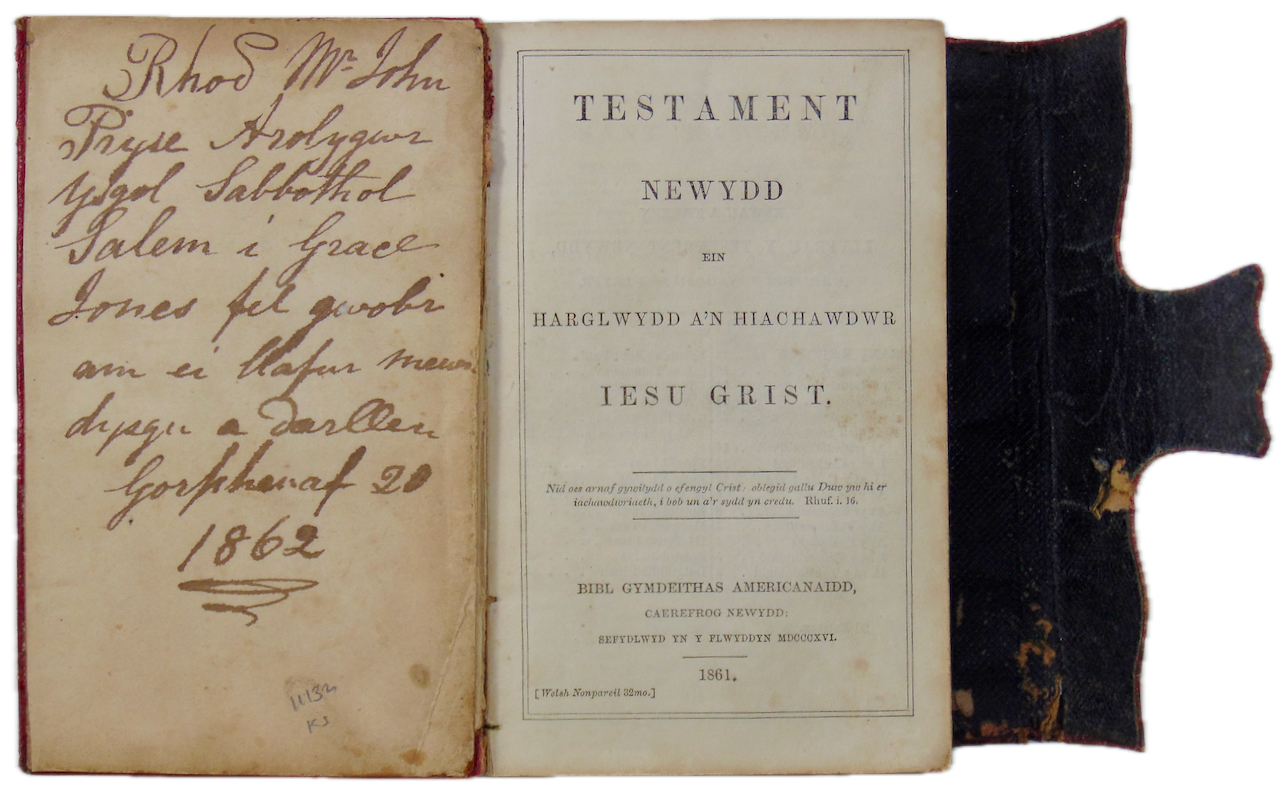 Rhod Mr John
Pryse Arolygwr
Ysgol Sabbothol
Salem i Grace
Jones fel gwobr
am ei llafur mewn
dysgu a darllen
Gorphenaf 20
1862
11132
KJ
TESTAMENT
NEWYDD
EIN
HARGLWYDD A'N HIACHAWDWR
IESU GRIST.
Nid oes arnaf gywilydd o efengyl Crist: oblegid gallu Duw yw hi er
iachawdwriaeth, i bob un a'r sydd yn credu. Rhuf. i. 16.
BIBL GYMDEITHAS AMERICANAIDD,
CAEREFROG NEWYDD:
SEFYDLWYD YN Y FLWYDDYN MDCCCXVI.
1861.
[Welsh Nonpareil 32mo.]